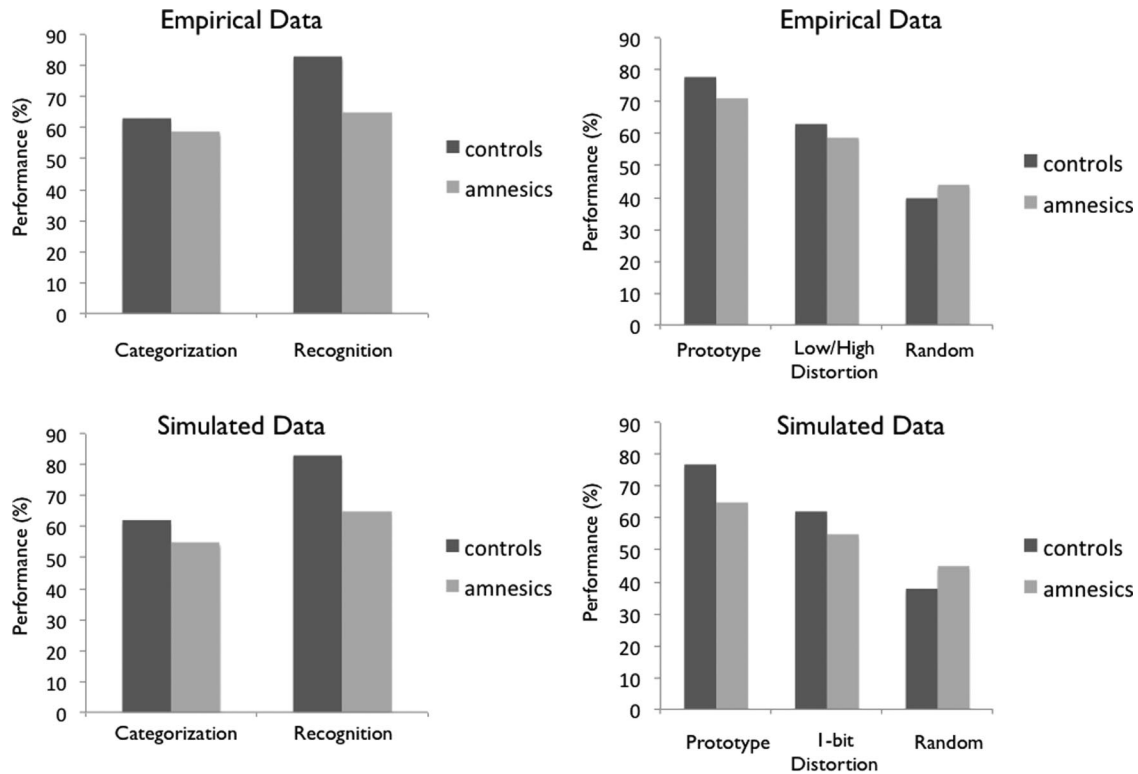 Empirical Data
Performance (%)
90
80
70
60
50
40
30
20
10
0
Categorization Recognition
controls
amnesics
Empirical Data
Performance (%)
90
80
70
60
50
40
30
20
10
0
Prototype Low/High Random
Distortion
controls
amnesics
Simulated Data
Performance (%)
90
80
70
60
50
40
30
20
10
0
Categorization Recognition
controls
amnesics
Simulated Data
Performance (%)
90
80
70
60
50
40
30
20
10
0
Prototype 1-bit Random
Distortion
controls
amnesics